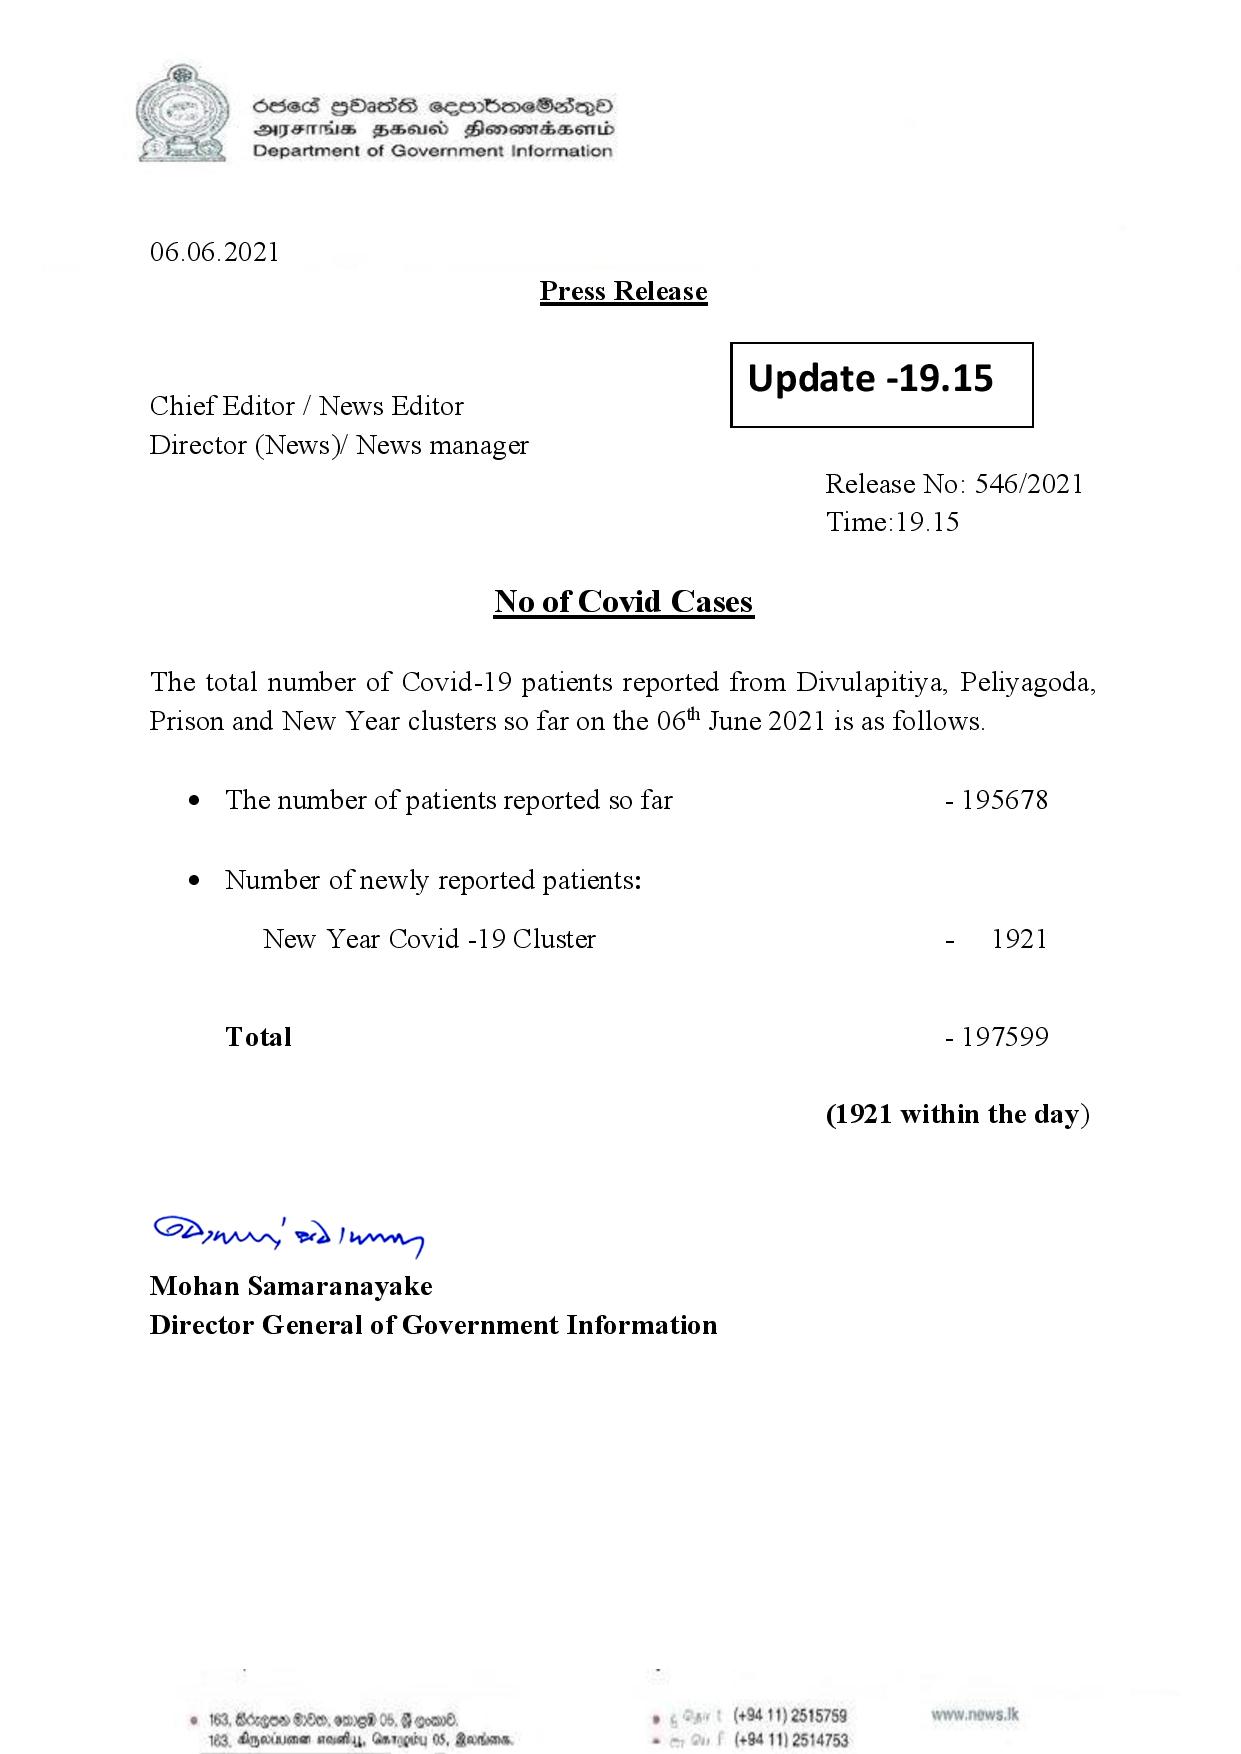 රජයේ ප්‍රවෘත්ති දෙපාර්තමේන්තුව
அரசாங்க தகவல் திணைக்களம்
Department of Government Information
06.06.2021
Press Release
Update -19.15
Chief Editor / News Editor
Director (News)/ News manager
Release No: 546/2021
Time:19.15
No of Covid Cases
The total number of Covid-19 patients reported from Divulapitiya, Peliyagoda,
Prison and New Year clusters so far on the 06th June 2021 is as follows.
• The number of patients reported so far - 195678
• Number of newly reported patients:
New Year Covid -19 Cluster - 1921
Total - 197599
(1921 within the day)
Mohan Samaranayake
Director General of Government Information
163, කිරුලපන මාවත, කොළඹ 05, ශ්‍රී ලංකාව.
163, கிருலப்பனை எவனியூ, கொழும்பு 05, இலங்கை.
(+94 11) 2515759
(+94 11) 2514753
www.news.lk